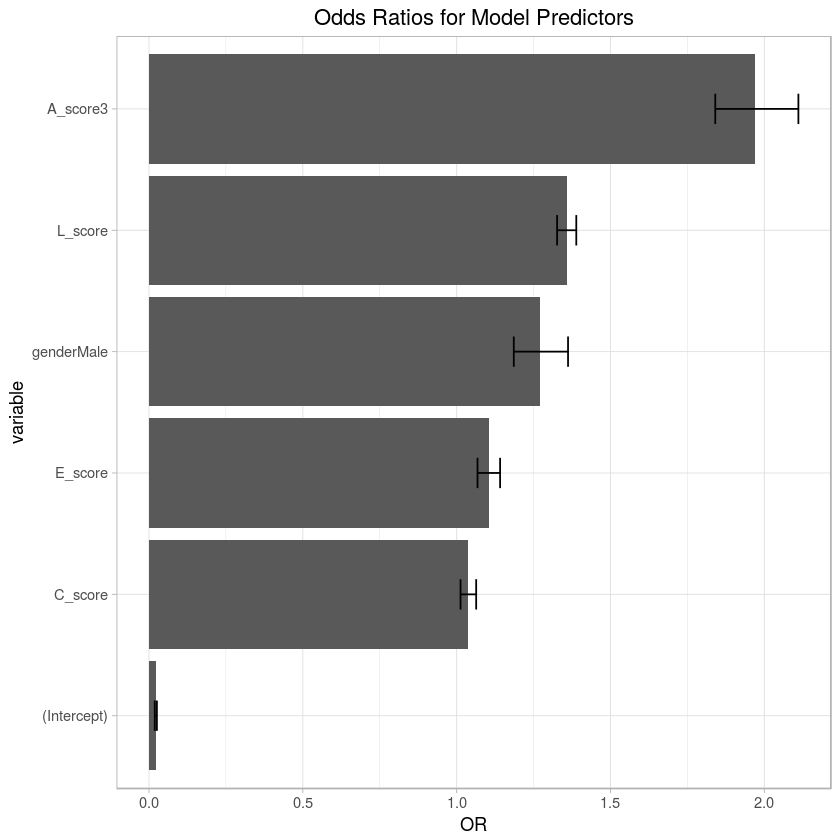 Odds Ratios for Model Predictors
A_score3
L_score
genderMale
E_score
C_score
(Intercept)
variable
0.0 0.5 1.0 1.5 2.0
OR